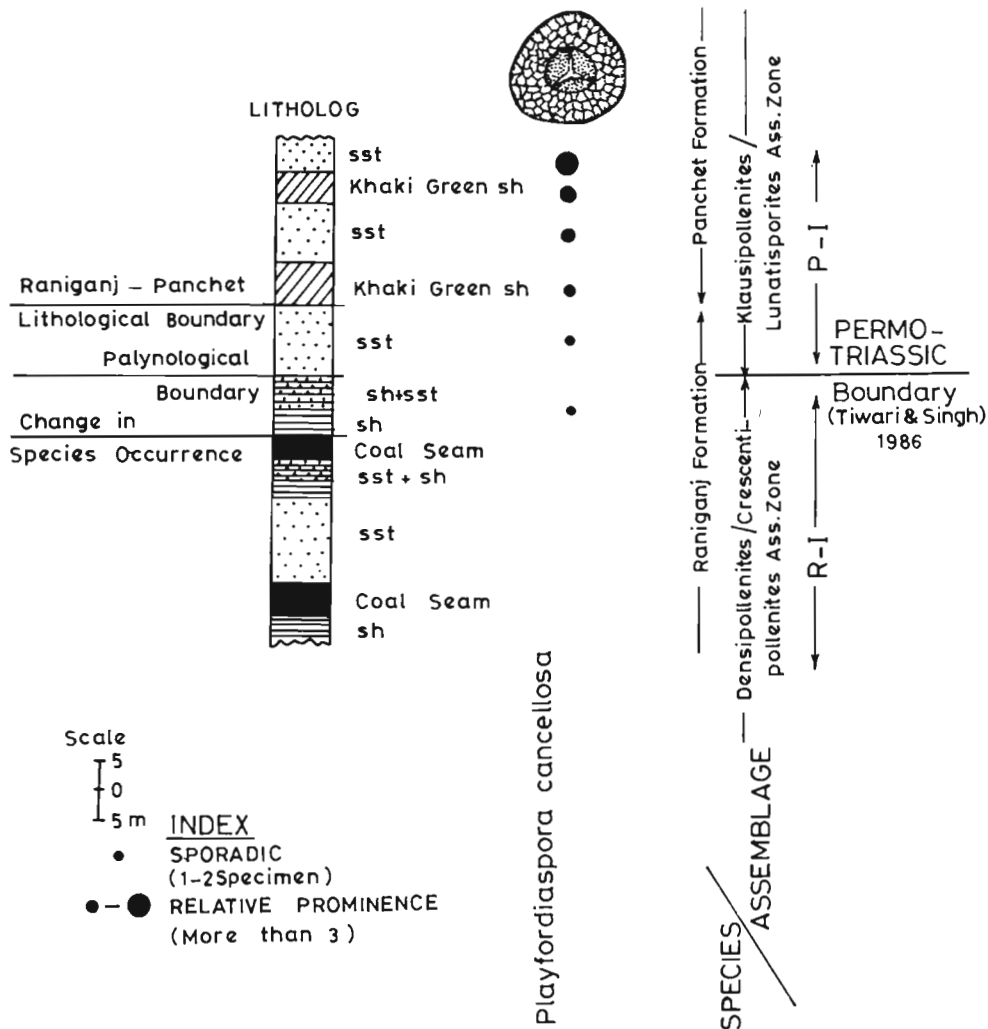 LITHOLOG
sst
Khaki Green sh
sst
Khaki Green sh
sst
sh+sst
sh
Coal Seam
sst + sh
sst
Coal Seam
sh
Raniganj – Panchet
Lithological Boundary
Palynological
Boundary
Change in
Species Occurrence
Playfordiaspora cancellosa
Raniganj Formation
Panchet Formation
Densipollenites/Crescenti-
pollenites Ass. Zone
Klausipollenites/
Lunatisporites Ass. Zone
P-I
R-I
PERMO-
TRIASSIC
Boundary
(Tiwari & Singh)
1986
SPECIES
ASSEMBLAGE
Scale
5
0
5 m
INDEX
SPORADIC
(1-2 Specimen)
RELATIVE PROMINENCE
(More than 3)